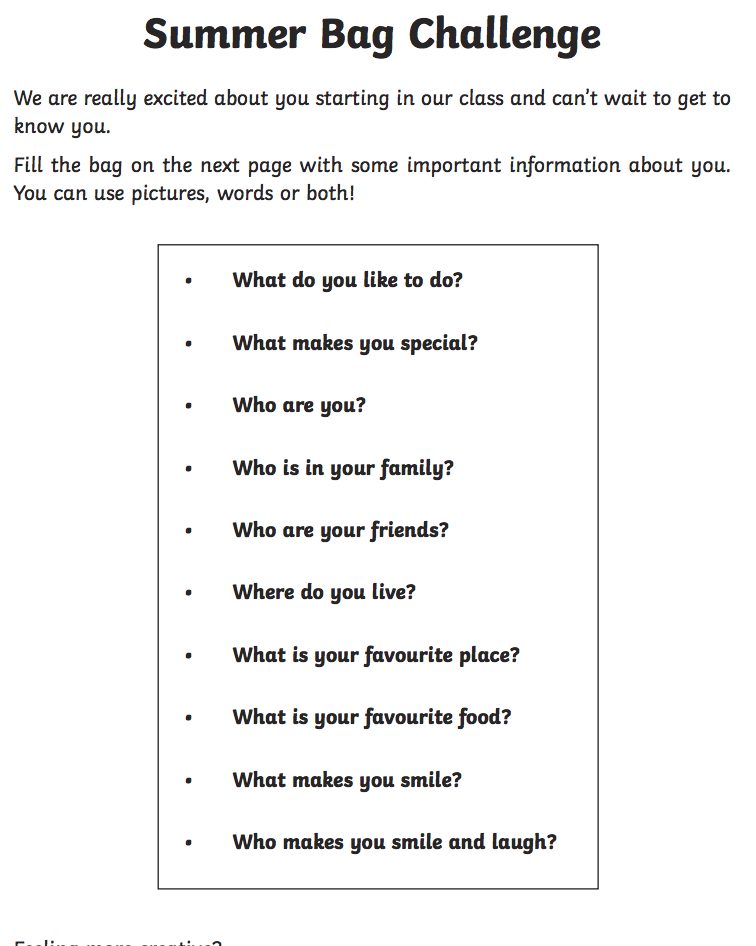 Summer Bag Challenge
We are really excited about you starting in our class and can't wait to get to
know you.
Fill the bag on the next page with some important information about you.
You can use pictures, words or both!
• What do you like to do?
• What makes you special?
• Who are you?
• Who is in your family?
• Who are your friends?
• Where do you live?
• What is your favourite place?
• What is your favourite food?
• What makes you smile?
• Who makes you smile and laugh?
Feeling more creative?